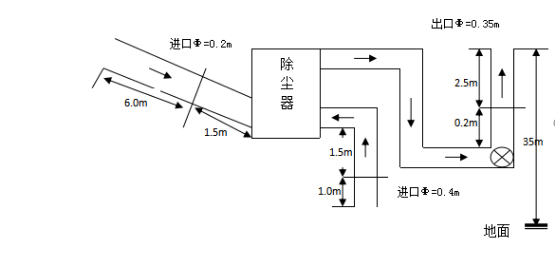 出口Φ=0.35m
进口Φ=0.2m
除
尘
器
2.5m
6.0m
0.2m
1.5m
35m
1.5m
1.0m
进口Φ=0.4m
地面